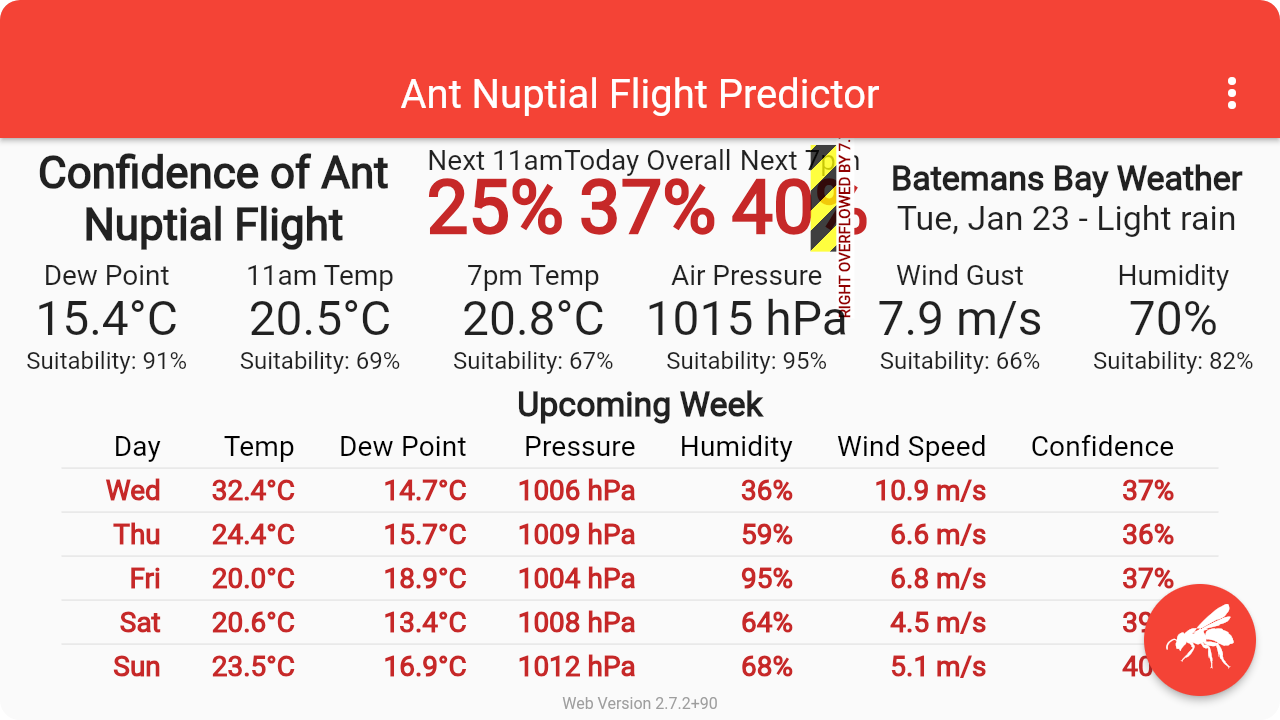 Ant Nuptial Flight Predictor
Confidence of Ant
Nuptial Flight
Next 11am Today Overall Next 7pm
25% 37% 40%
RIGHT OVERFLOWED BY 7.
Batemans Bay Weather
Tue, Jan 23 - Light rain
Dew Point 11am Temp 7pm Temp Air Pressure Wind Gust Humidity
15.4°C 20.5°C 20.8°C 1015 hPa 7.9 m/s 70%
Suitability: 91% Suitability: 69% Suitability: 67% Suitability: 95% Suitability: 66% Suitability: 82%
Upcoming Week
Day Temp Dew Point Pressure Humidity Wind Speed Confidence
Wed 32.4°C 14.7°C 1006 hPa 36% 10.9 m/s 37%
Thu 24.4°C 15.7°C 1009 hPa 59% 6.6 m/s 36%
Fri 20.0°C 18.9°C 1004 hPa 95% 6.8 m/s 37%
Sat 20.6°C 13.4°C 1008 hPa 64% 4.5 m/s 39
Sun 23.5°C 16.9°C 1012 hPa 68% 5.1 m/s 40
Web Version 2.7.2+90